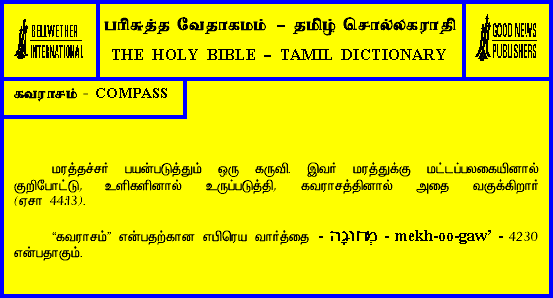 BELLWETHER
INTERNATIONAL
பரிசுத்த வேதாகமம் – தமிழ் சொல்லகராதி
THE HOLY BIBLE – TAMIL DICTIONARY
GOOD NEWS
PUBLISHERS
கவராசம் - COMPASS
மரத்தச்சர் பயன்படுத்தும் ஒரு கருவி. இவர் மரத்துக்கு மட்டப்பலகையினால்
குறிபோட்டு, உளிகளினால் உருப்படுத்தி, கவராசத்தினால் அதை வகுக்கிறார்
(ஏசா 44:13).
“கவராசம்” என்பதற்கான எபிரெய வார்த்தை - מְחוּגָה - mekh-oo-gaw’ - 4230
என்பதாகும்.